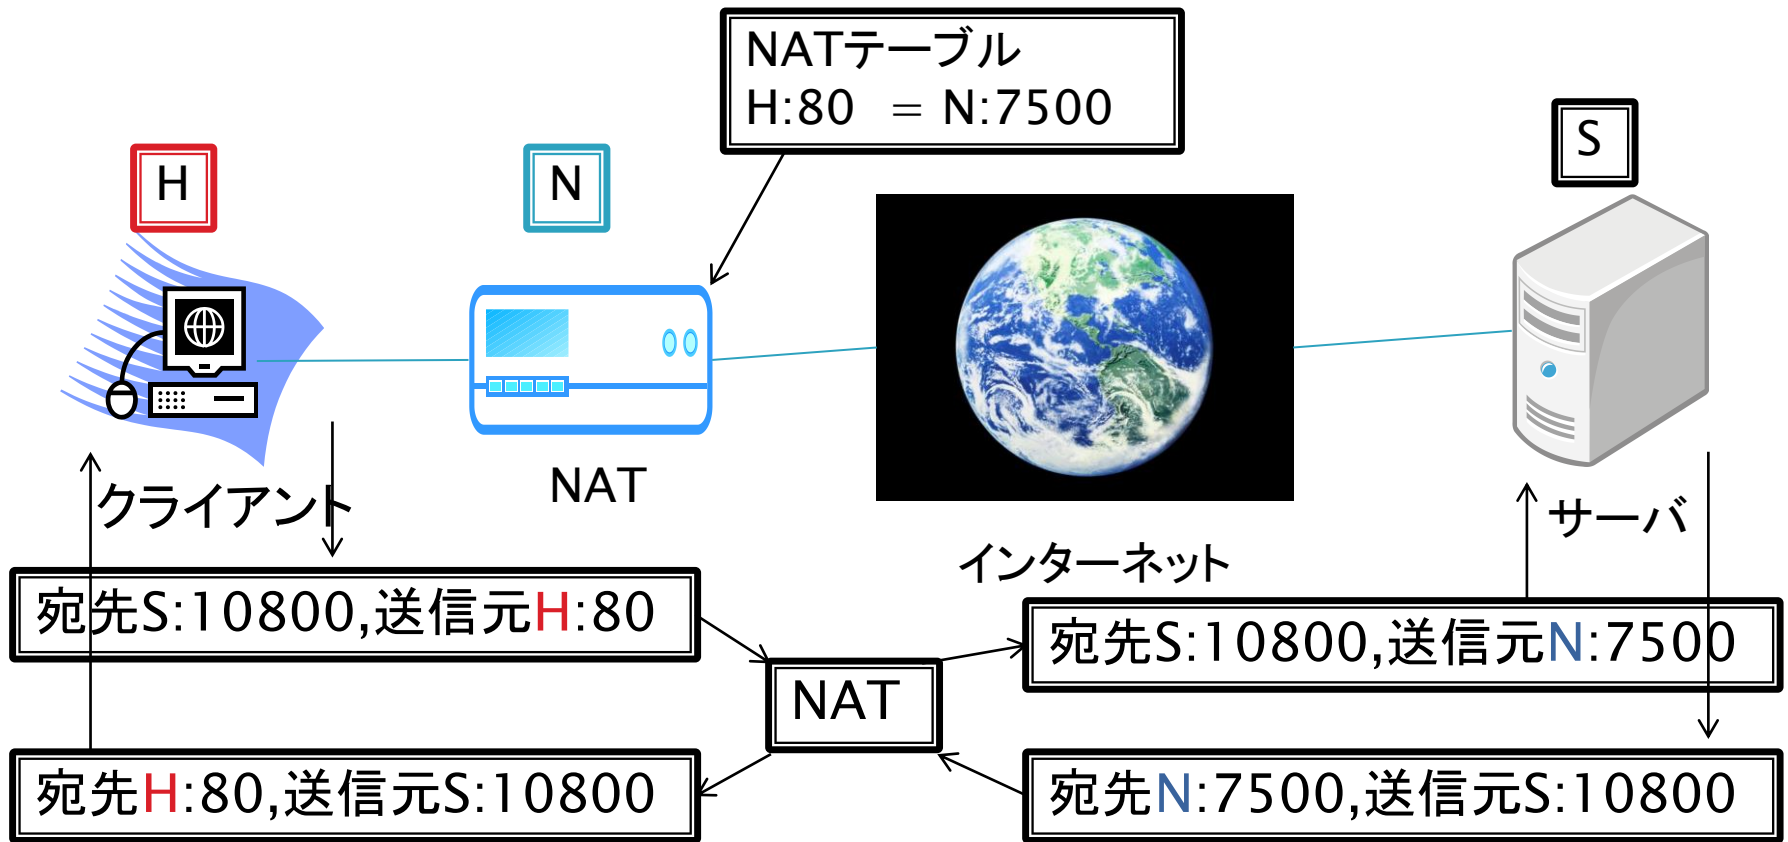 NATテーブル
H:80 = N:7500
H
N
S
クライアント
NAT
インターネット
サーバ
宛先S:10800,送信元H:80
宛先S:10800,送信元N:7500
NAT
宛先H:80,送信元S:10800
宛先N:7500,送信元S:10800